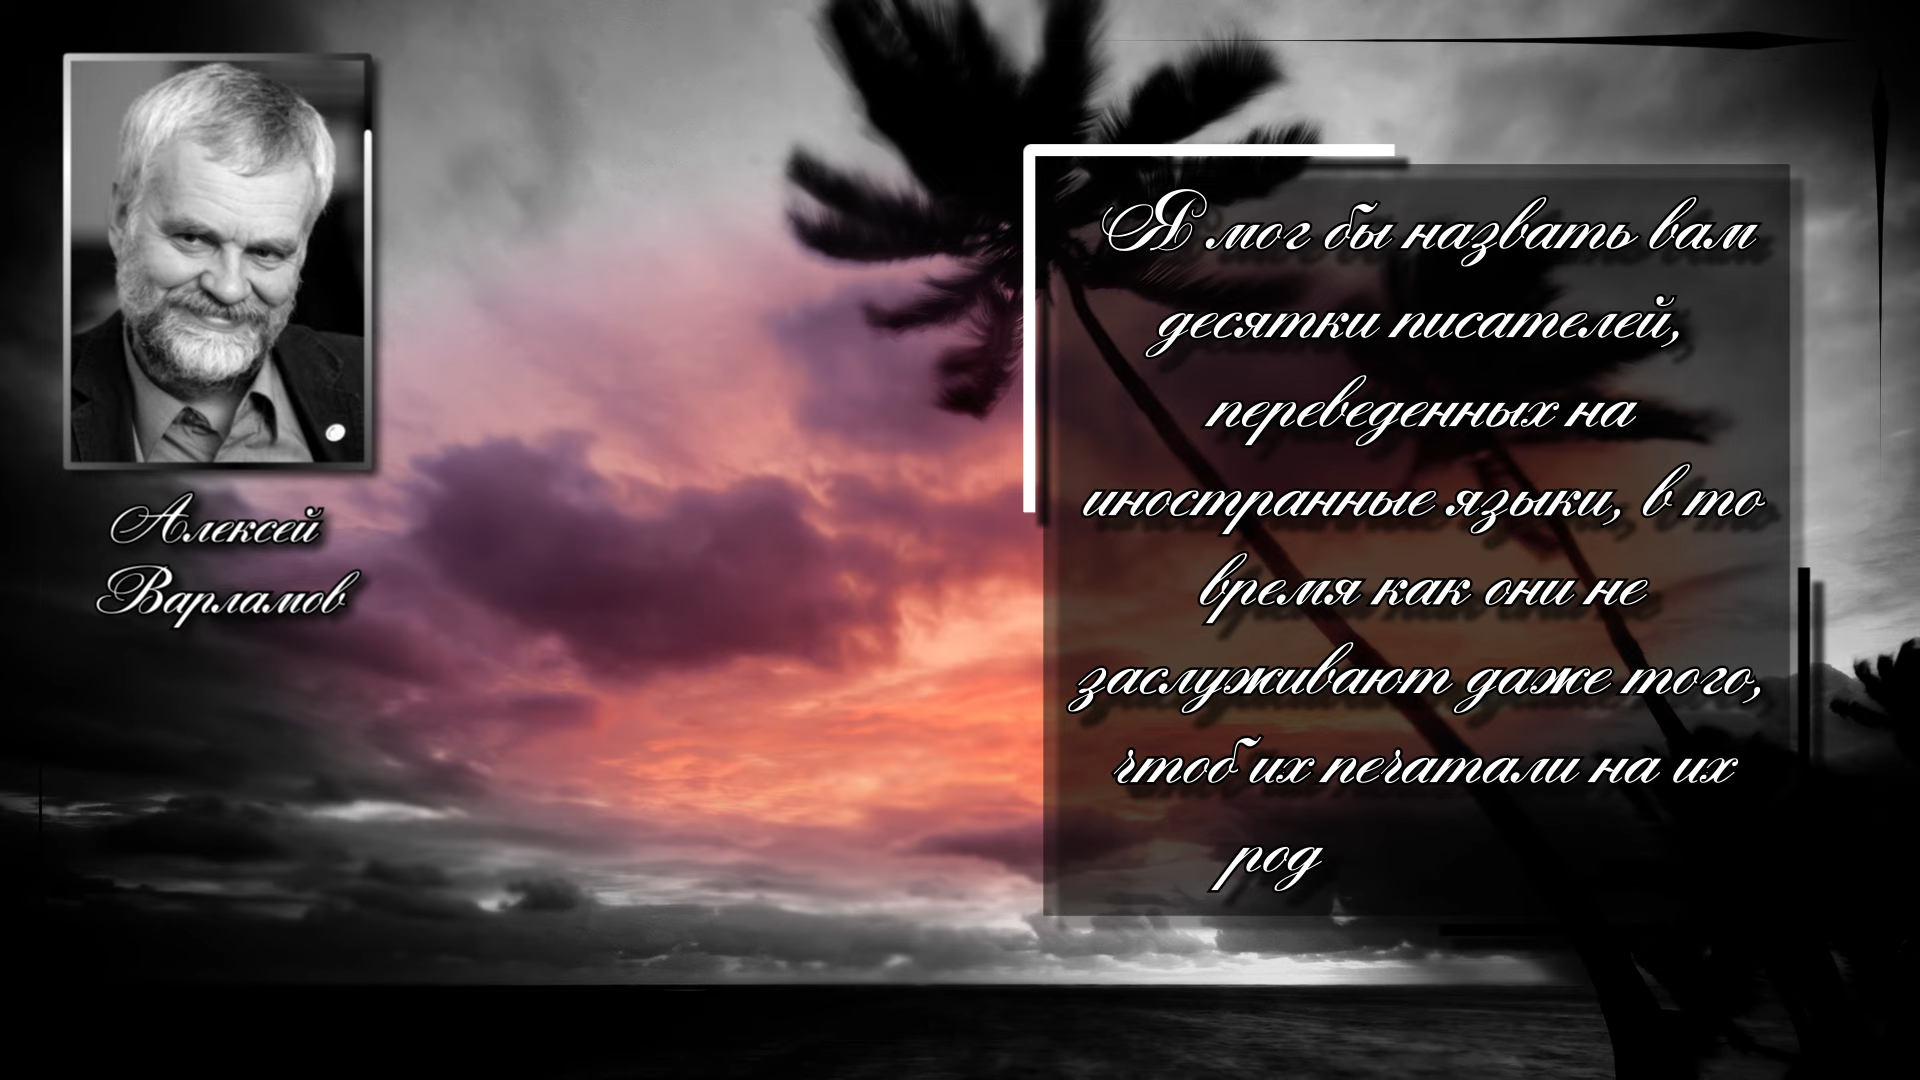 Алексей
Варламов
Я мог бы назвать вам
десятки писателей,
переведенных на
иностранные языки, в то
время как они не
заслуживают даже того,
чтоб их печатали на их
род